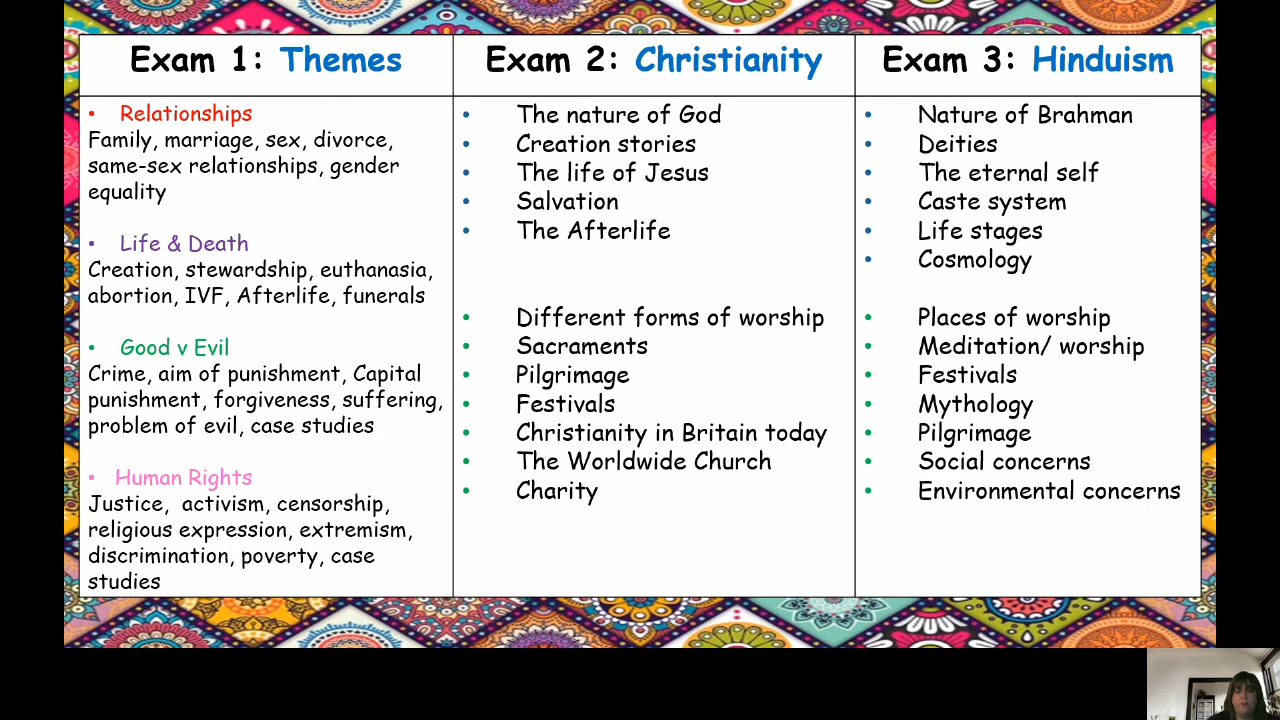 Exam 1: Themes
• Relationships
Family, marriage, sex, divorce,
same-sex relationships, gender
equality
• Life & Death
Creation, stewardship, euthanasia,
abortion, IVF, Afterlife, funerals
• Good v Evil
Crime, aim of punishment, Capital
punishment, forgiveness, suffering,
problem of evil, case studies
• Human Rights
Justice,  activism, censorship,
religious expression, extremism,
discrimination, poverty, case
studies
Exam 2: Christianity
• The nature of God
• Creation stories
• The life of Jesus
• Salvation
• The Afterlife
• Different forms of worship
• Sacraments
• Pilgrimage
• Festivals
• Christianity in Britain today
• The Worldwide Church
• Charity
Exam 3: Hinduism
• Nature of Brahman
• Deities
• The eternal self
• Caste system
• Life stages
• Cosmology
• Places of worship
• Meditation/ worship
• Festivals
• Mythology
• Pilgrimage
• Social concerns
• Environmental concerns